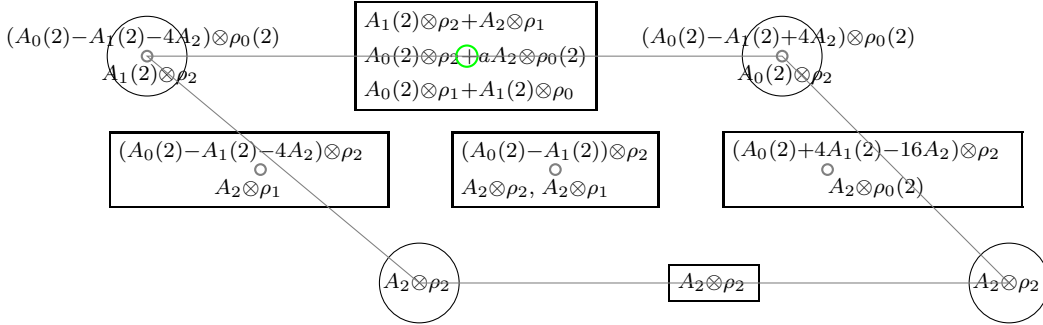 (A₀(2)−A₁(2)−4A₂)⊗ρ₀(2)
A₁(2)⊗ρ₂
A₁(2)⊗ρ₂+A₂⊗ρ₁
A₀(2)⊗ρ₂+aA₂⊗ρ₀(2)
A₀(2)⊗ρ₁+A₁(2)⊗ρ₀
(A₀(2)−A₁(2)+4A₂)⊗ρ₀(2)
A₀(2)⊗ρ₂
(A₀(2)−A₁(2)−4A₂)⊗ρ₂
A₂⊗ρ₁
(A₀(2)−A₁(2))⊗ρ₂
A₂⊗ρ₂, A₂⊗ρ₁
(A₀(2)+4A₁(2)−16A₂)⊗ρ₂
A₂⊗ρ₀(2)
A₂⊗ρ₂
A₂⊗ρ₂
A₂⊗ρ₂